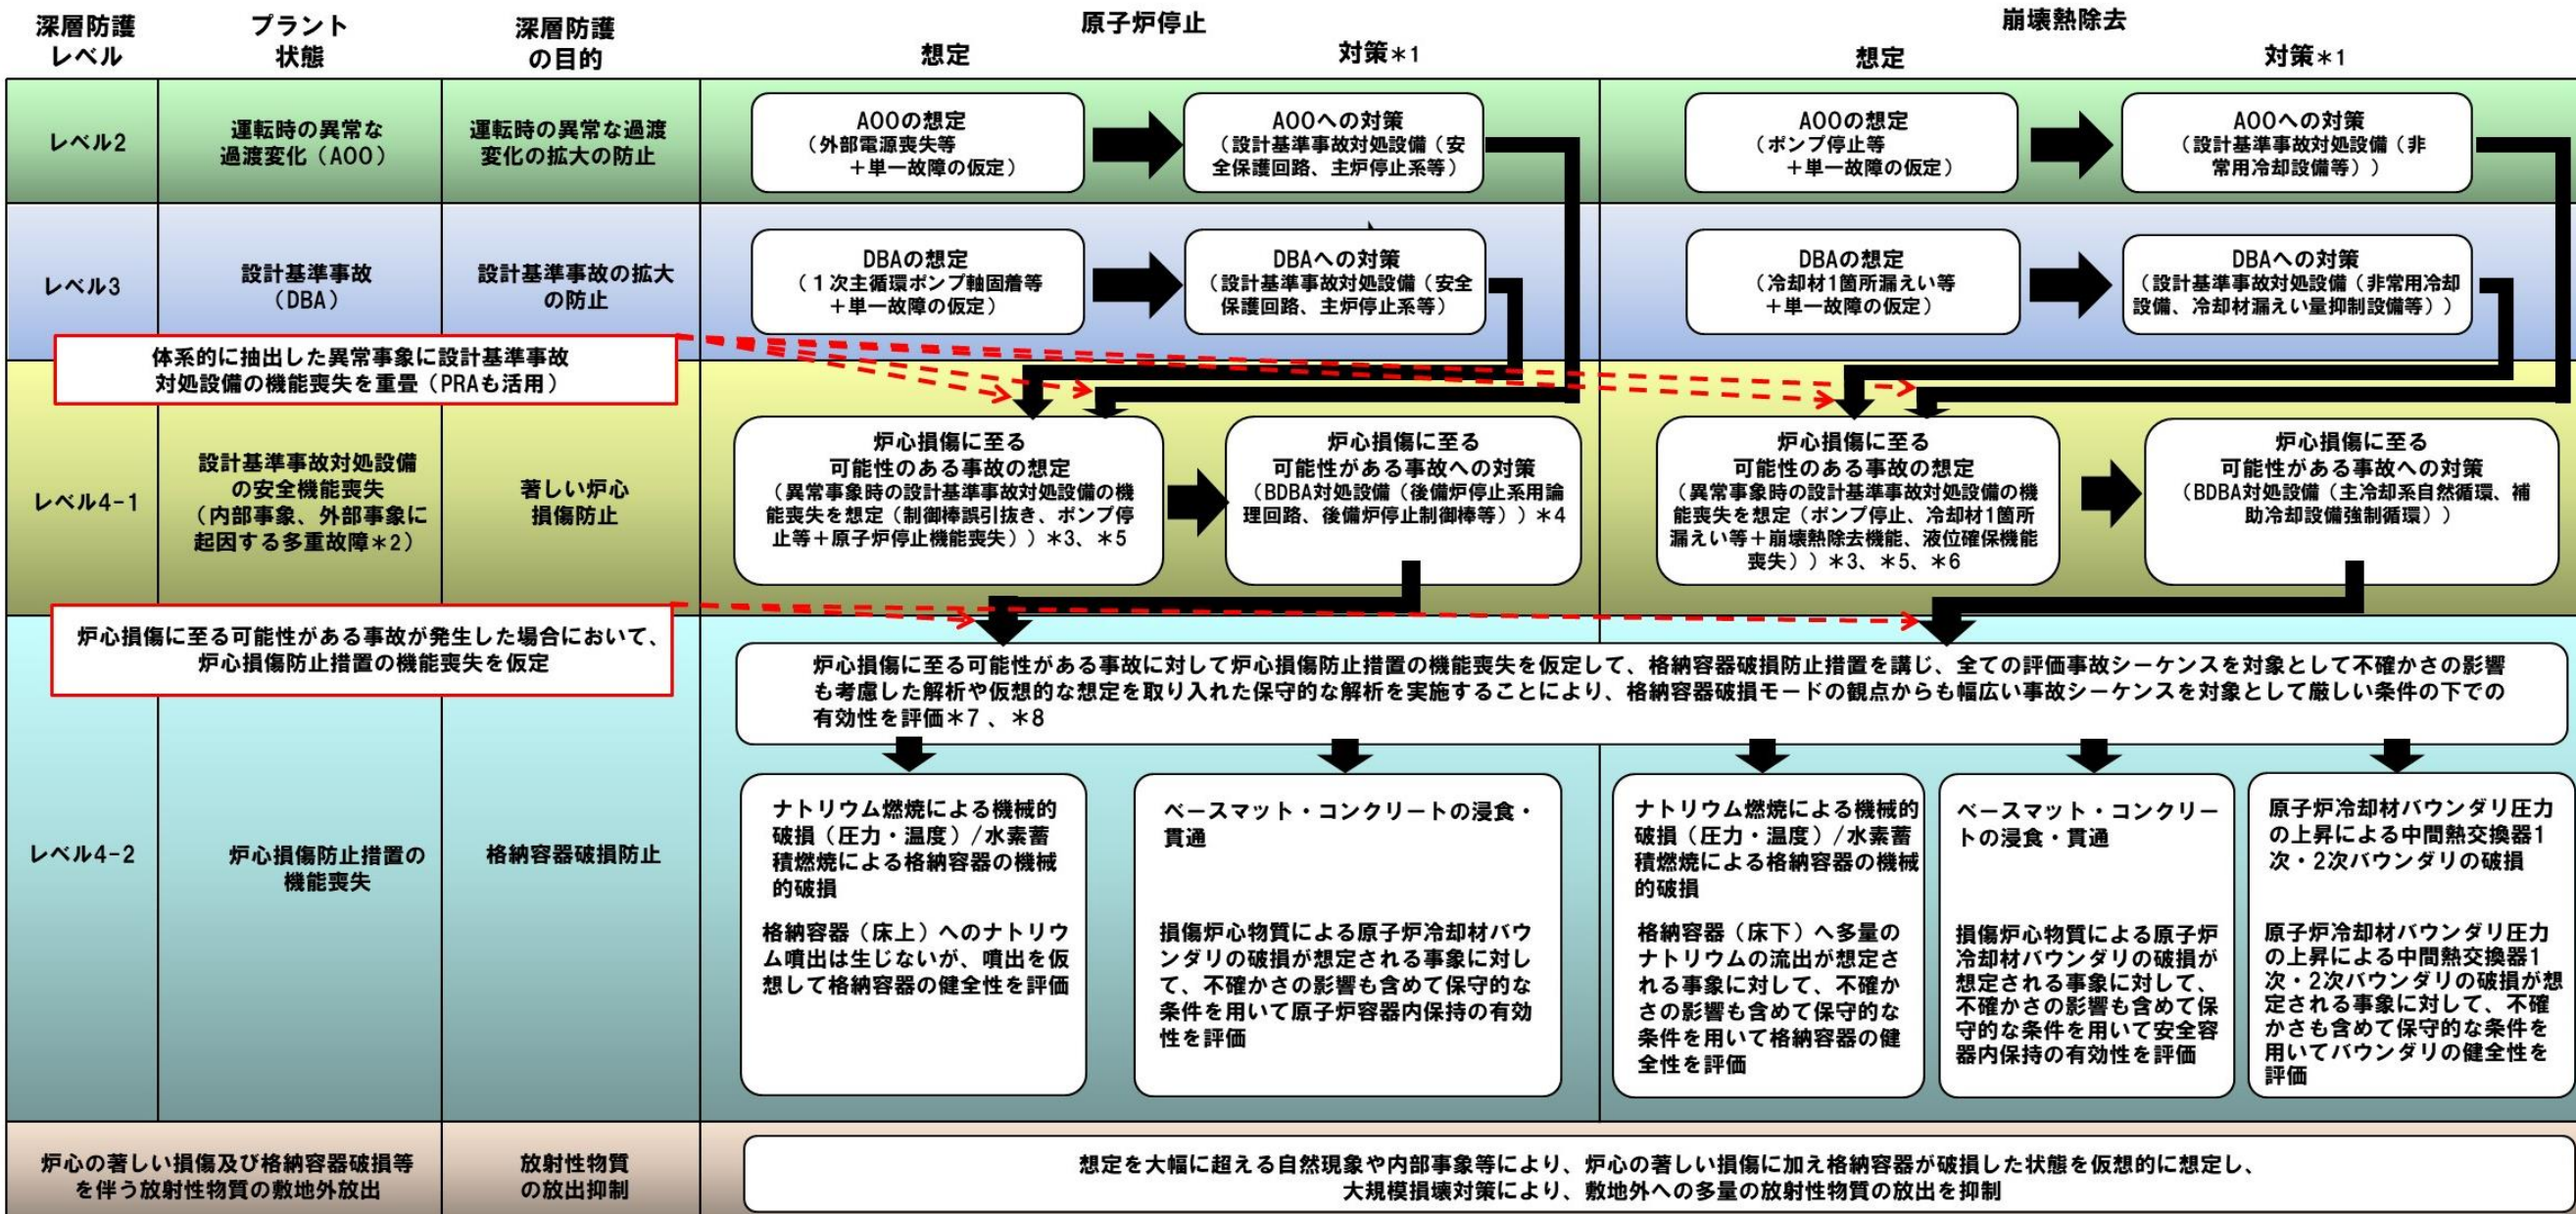 深層防護
レベル
プラント
状態
深層防護
の目的
原子炉停止
想定
対策＊1
崩壊熱除去
想定
対策＊1
レベル2
運転時の異常な
過渡変化（AOO）
運転時の異常な過渡
変化の拡大の防止
AOOの想定
（外部電源喪失等
＋単一故障の仮定）
AOOへの対策
（設計基準事故対処設備（安
全保護回路、主炉停止系等）
AOOの想定
（ポンプ停止等
＋単一故障の仮定）
AOOへの対策
（設計基準事故対処設備（非
常用冷却設備等））
レベル3
設計基準事故
（DBA）
設計基準事故の拡大
の防止
DBAの想定
（１次主循環ポンプ軸固着等
＋単一故障の仮定）
DBAへの対策
（設計基準事故対処設備（安全
保護回路、主炉停止系等）
DBAの想定
（冷却材1箇所漏えい等
＋単一故障の仮定）
DBAへの対策
（設計基準事故対処設備（非常用冷却
設備、冷却材漏えい量抑制設備等））
体系的に抽出した異常事象に設計基準事故
対処設備の機能喪失を重畳（PRAも活用）
レベル4-1
設計基準事故対処設備
の安全機能喪失
（内部事象、外部事象に
起因する多重故障＊2）
著しい炉心
損傷防止
炉心損傷に至る
可能性のある事故の想定
（異常事象時の設計基準事故対処設備の機
能喪失を想定（制御棒誤引抜き、ポンプ停
止等＋原子炉停止機能喪失））＊3、＊5
炉心損傷に至る
可能性がある事故への対策
（BDBA対処設備（後備炉停止系用論
理回路、後備炉停止制御棒等））＊4
炉心損傷に至る
可能性のある事故の想定
（異常事象時の設計基準事故対処設備の機
能喪失を想定（ポンプ停止、冷却材1箇所
漏えい等＋崩壊熱除去機能、液位確保機能
喪失））＊3、＊5、＊6
炉心損傷に至る
可能性がある事故への対策
（BDBA対処設備（主冷却系自然循環、補
助冷却設備強制循環））
炉心損傷に至る可能性がある事故が発生した場合において、
炉心損傷防止措置の機能喪失を仮定
炉心損傷に至る可能性がある事故に対して炉心損傷防止措置の機能喪失を仮定して、格納容器破損防止措置を講じ、全ての評価事故シーケンスを対象として不確かさの影響
も考慮した解析や仮想的な想定を取り入れた保守的な解析を実施することにより、格納容器破損モードの観点からも幅広い事故シーケンスを対象として厳しい条件の下での
有効性を評価＊7 、＊8
レベル4-2
炉心損傷防止措置の
機能喪失
格納容器破損防止
ナトリウム燃焼による機械的
破損（圧力・温度）/水素蓄
積燃焼による格納容器の機械
的破損
格納容器（床上）へのナトリウ
ム噴出は生じないが、噴出を仮
想して格納容器の健全性を評価
ベースマット・コンクリートの浸食・
貫通
損傷炉心物質による原子炉冷却材バウ
ンダリの破損が想定される事象に対し
て、不確かさの影響も含めて保守的な
条件を用いて原子炉容器内保持の有効
性を評価
ナトリウム燃焼による機械的
破損（圧力・温度）/水素蓄
積燃焼による格納容器の機械
的破損
格納容器（床下）へ多量の
ナトリウムの流出が想定さ
れる事象に対して、不確か
さの影響も含めて保守的な
条件を用いて格納容器の健
全性を評価
ベースマット・コンクリー
トの浸食・貫通
損傷炉心物質による原子炉
冷却材バウンダリの破損が
想定される事象に対して、
不確かさの影響も含めて保
守的な条件を用いて安全容
器内保持の有効性を評価
原子炉冷却材バウンダリ圧力
の上昇による中間熱交換器1
次・2次バウンダリの破損
原子炉冷却材バウンダリ圧力
の上昇による中間熱交換器1
次・2次バウンダリの破損が想
定される事象に対して、不確
かさも含めて保守的な条件を
用いてバウンダリの健全性を
評価
炉心の著しい損傷及び格納容器破損等
を伴う放射性物質の敷地外放出
放射性物質
の放出抑制
想定を大幅に超える自然現象や内部事象等により、炉心の著しい損傷に加え格納容器が破損した状態を仮想的に想定し、
大規模損壊対策により、敷地外への多量の放射性物質の放出を抑制